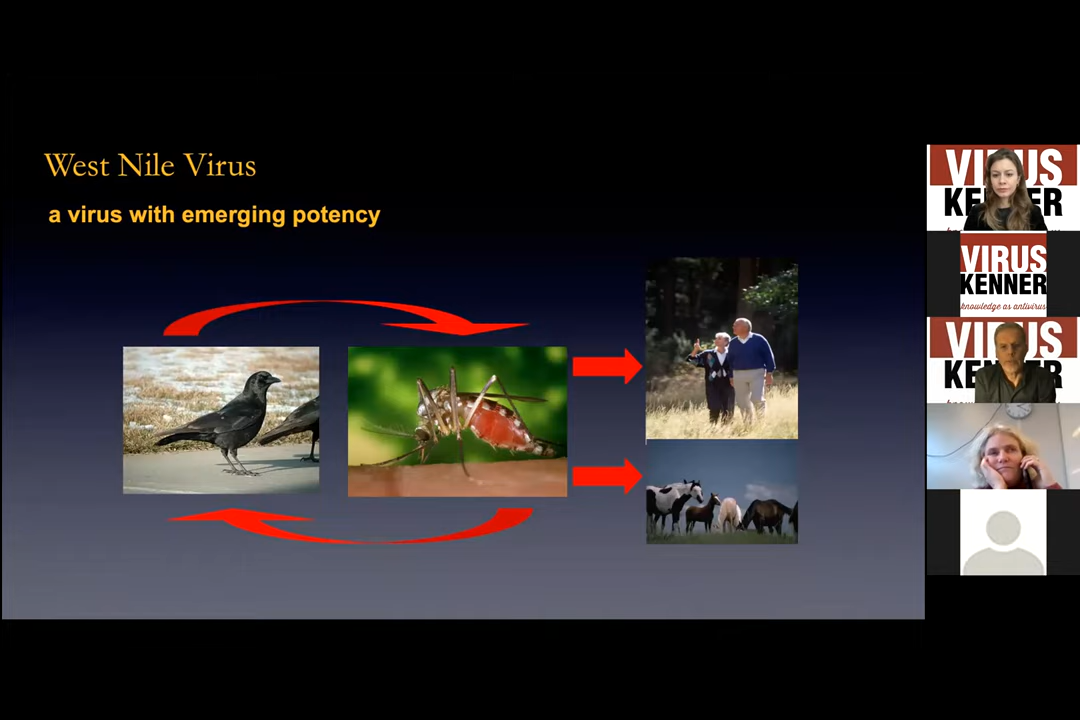 West Nile Virus
a virus with emerging potency
VIRUS
KENNER
VIRUS
KENNER
knowledge as antivirus
VIRUS
KENNER